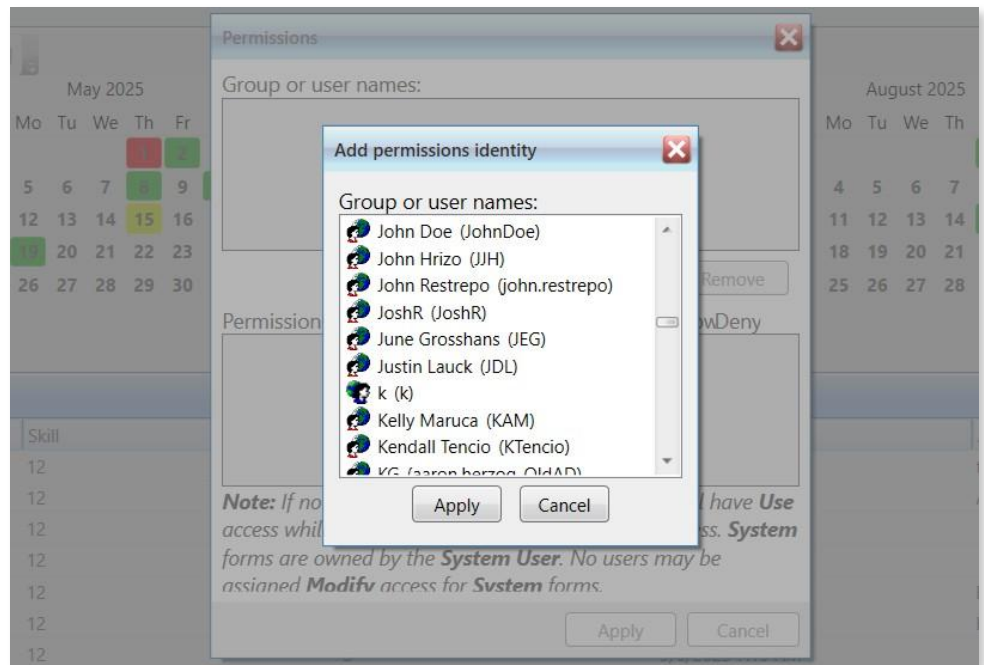 Permissions
Group or user names:
May 2025
Mo Tu We Th Fr
1 2
5 6 7 8 9
12 13 14 15 16
19 20 21 22 23
26 27 28 29 30
August 2025
Mo Tu We Th
4 5 6 7
11 12 13 14
18 19 20 21
25 26 27 28
Add permissions identity
Group or user names:
John Doe (JohnDoe)
John Hrizo (JJH)
John Restrepo (john.restrepo)
JoshR (JoshR)
June Grosshans (JEG)
Justin Lauck (JDL)
k (k)
Kelly Maruca (KAM)
Kendall Tencio (KTencio)
KG (aaron.herzog_OldAD)
Apply Cancel
Remove
Permission Deny
Skill
12
12
12
12
12
12
12
Note: If no have Use
access whil ss. System
forms are owned by the System User. No users may be
assigned Modify access for System forms.
Apply Cancel